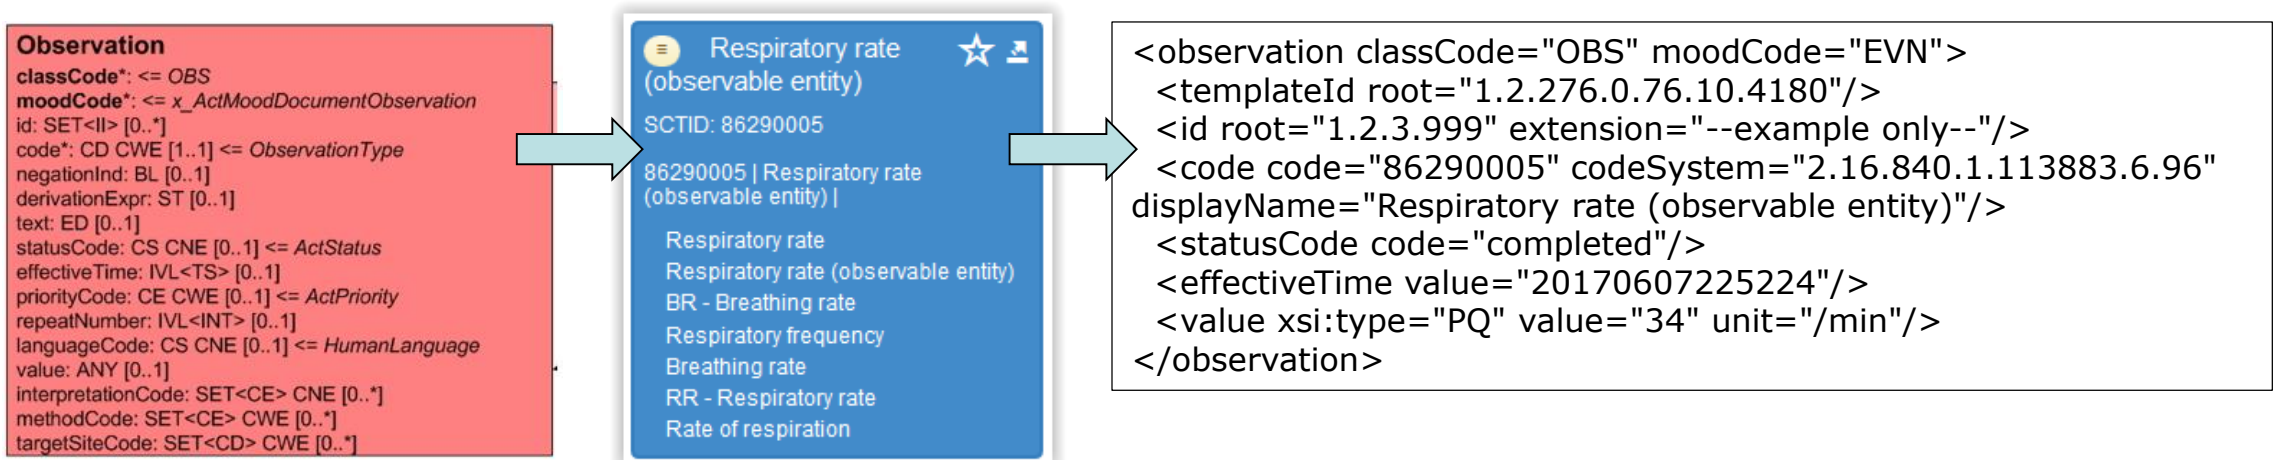 Observation
classCode*: <= OBS
moodCode*: <= x_ActMoodDocumentObservation
id: SET<II> [0..*]
code*: CD CWE [1..1] <= ObservationType
negationInd: BL [0..1]
derivationExpr: ST [0..1]
text: ED [0..1]
statusCode: CS CNE [0..1] <= ActStatus
effectiveTime: IVL<TS> [0..1]
priorityCode: CE CWE [0..1] <= ActPriority
repeatNumber: IVL<INT> [0..1]
languageCode: CS CNE [0..1] <= HumanLanguage
value: ANY [0..1]
interpretationCode: SET<CE> CNE [0..*]
methodCode: SET<CE> CWE [0..*]
targetSiteCode: SET<CD> CWE [0..*]
Respiratory rate
(observable entity)
SCTID: 86290005
86290005 | Respiratory rate
(observable entity) |
Respiratory rate
Respiratory rate (observable entity)
BR - Breathing rate
Respiratory frequency
Breathing rate
RR - Respiratory rate
Rate of respiration
<observation classCode="OBS" moodCode="EVN">
<templateId root="1.2.276.0.76.10.4180"/>
<id root="1.2.3.999" extension="--example only--"/>
<code code="86290005" codeSystem="2.16.840.1.113883.6.96"
displayName="Respiratory rate (observable entity)"/>
<statusCode code="completed"/>
<effectiveTime value="20170607225224"/>
<value xsi:type="PQ" value="34" unit="/min"/>
</observation>